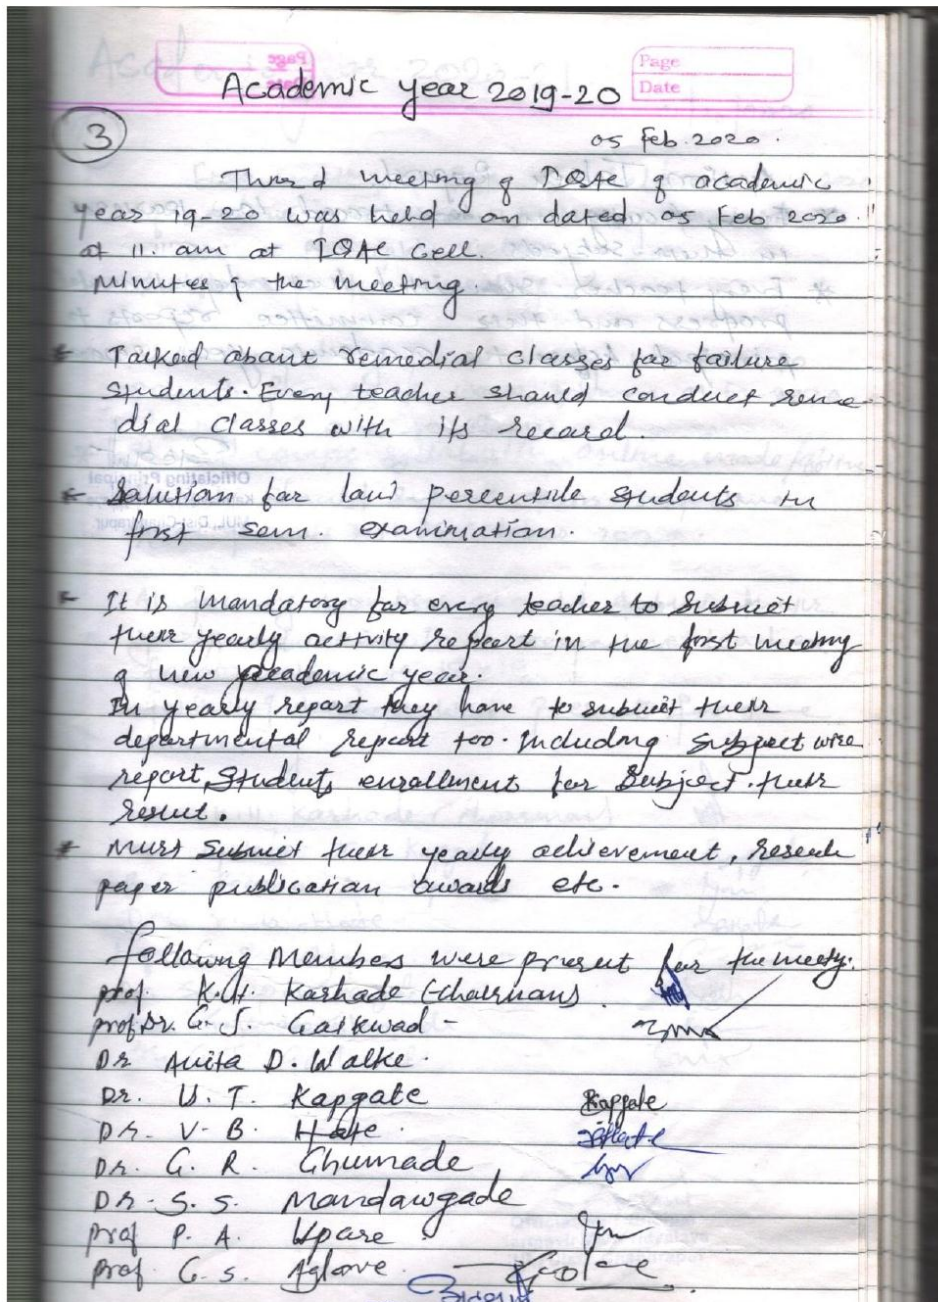 Page
Date
Academic year 2019-20
3
05 Feb. 2020.
Third meeting of IQAC of academic
year 19-20 was held on dated 05 Feb 2020.
at 11. am at IQAC Cell.
Minutes of the meeting.
* Talked about remedial classes for failure
students. Every teacher should conduct reme-
dial classes with its record.
* Solution for low percentile students in
first sem. examination.
* It is mandatory for every teacher to submit
their yearly activity report in the first meeting
of new academic year.
In yearly report they have to submit their
departmental report too. Including subject wise
report, students enrollment for subject. their
result.
* Must submit their yearly achievement, reseach
paper publication awards etc.
Following Members were present for the meetg.
prof. K.H. Karhade (Chairman)
prof. Dr. G. S. Gaikwad -
Dr Anita D. Walke.
Dr. U. T. Kapgate Kapgate
Dr. V. B. Hate.
Dr. G. R. Ghumade
Dr. S. S. Mandawgade
prof P. A. Upare
prof. G. S. Aglave.